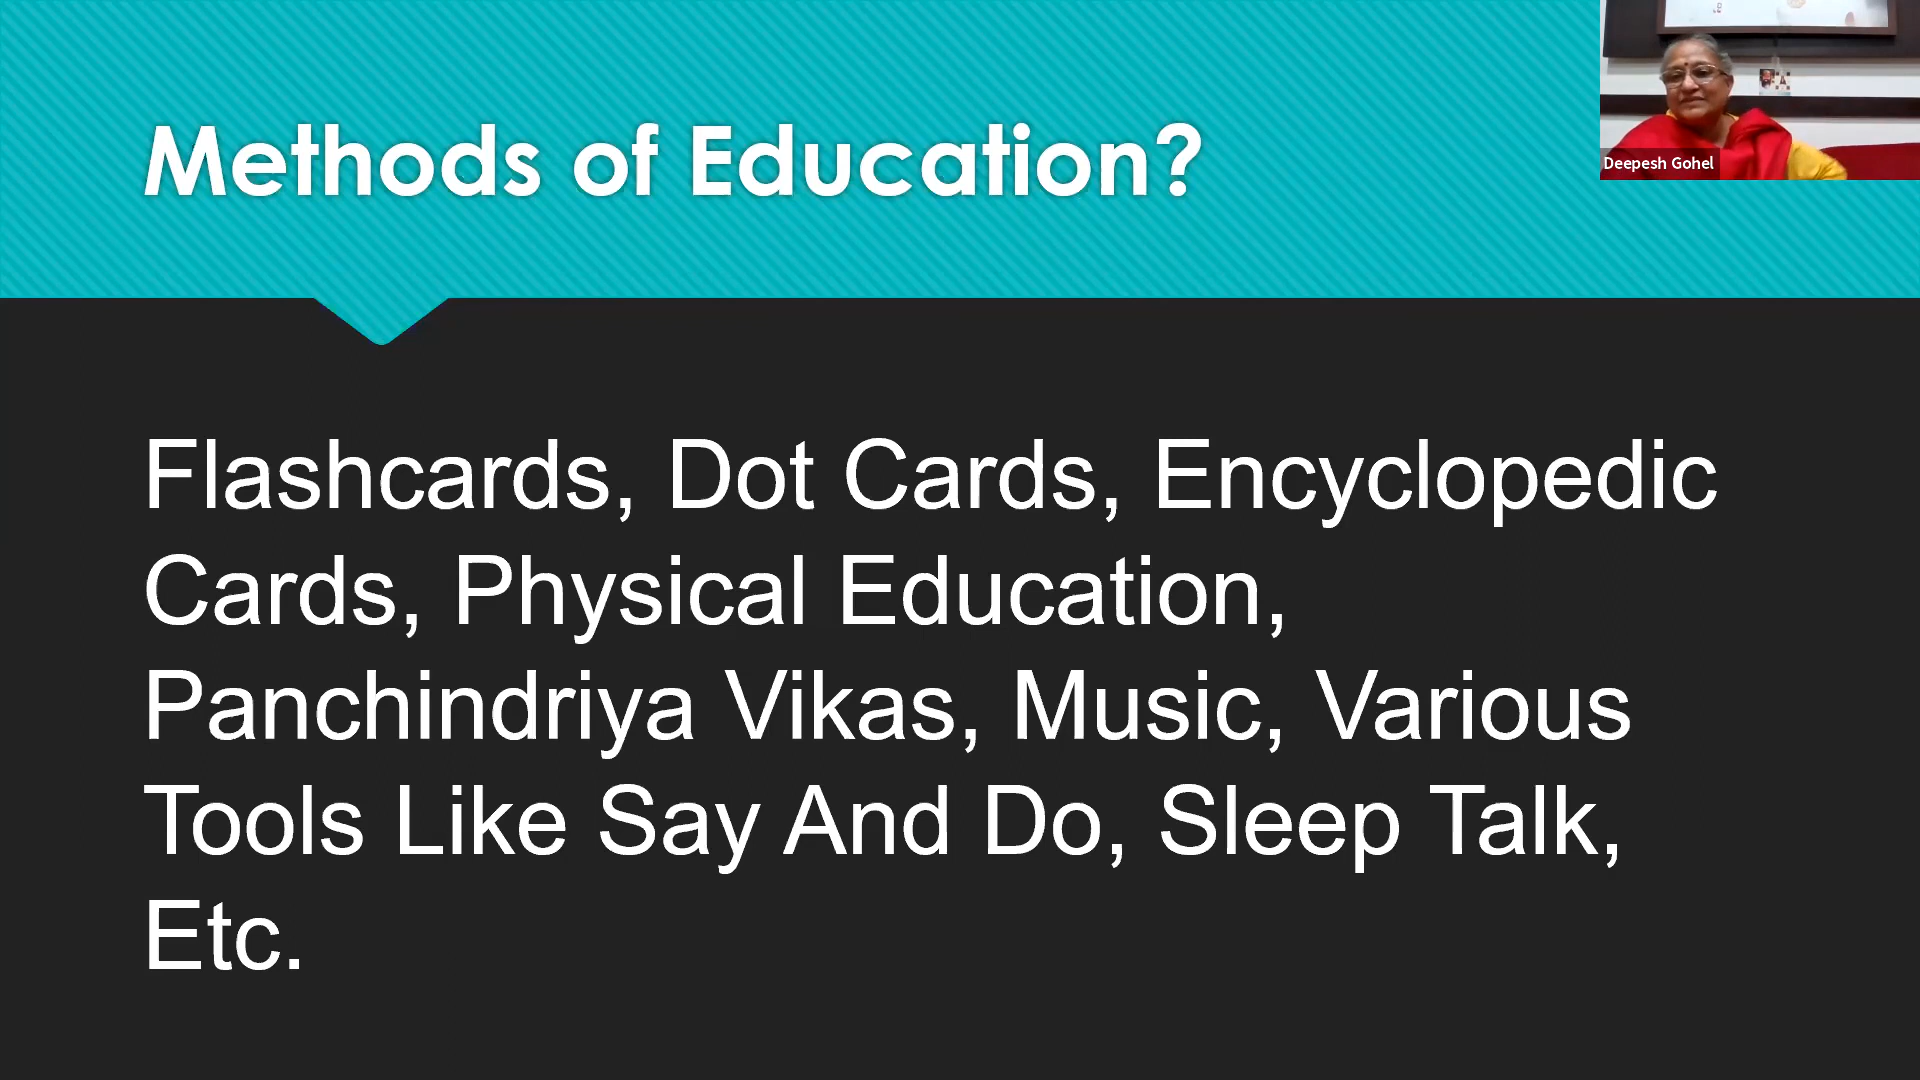 Methods of Education?
Deepesh Gohel
Flashcards, Dot Cards, Encyclopedic
Cards, Physical Education,
Panchindriya Vikas, Music, Various
Tools Like Say And Do, Sleep Talk,
Etc.